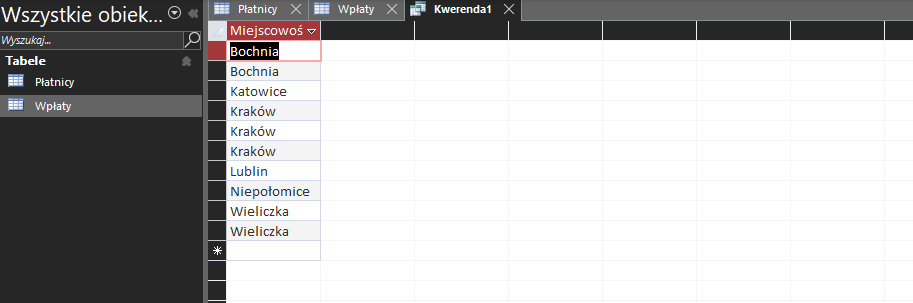 Wszystkie obiek...
Wyszukaj...
Tabele
Płatnicy
Wpłaty
Płatnicy
Wpłaty
Kwerenda1
Miejscowoś
Bochnia
Bochnia
Katowice
Kraków
Kraków
Kraków
Lublin
Niepołomice
Wieliczka
Wieliczka